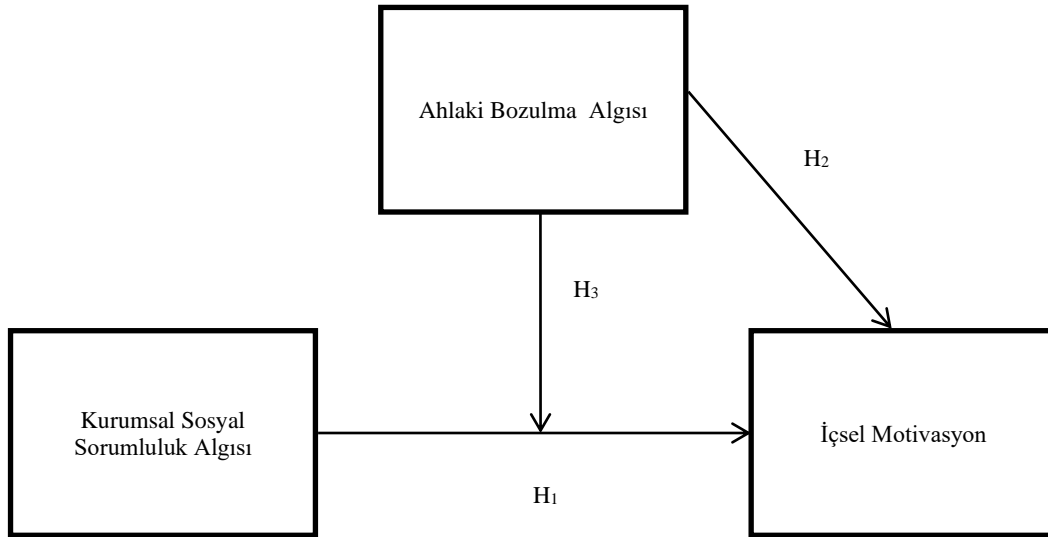 Ahlaki Bozulma Algısı
H2
H3
Kurumsal Sosyal
Sorumluluk Algısı
İçsel Motivasyon
H1